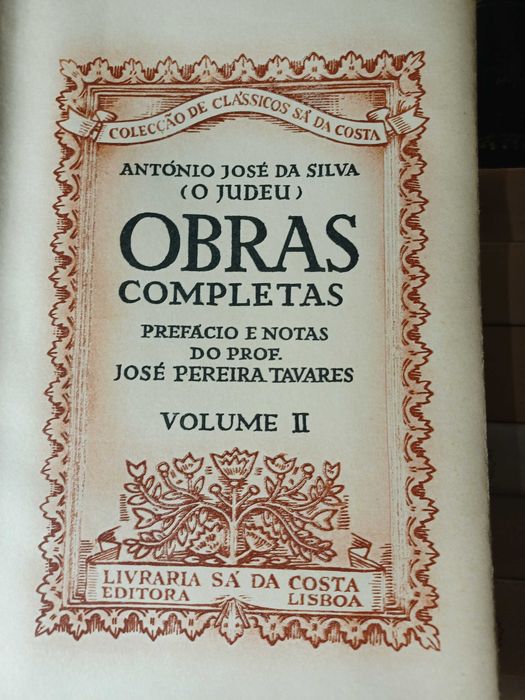 COLECÇÃO DE CLÁSSICOS SÁ DA COSTA
ANTÓNIO JOSÉ DA SILVA
(O JUDEU)
OBRAS
COMPLETAS
PREFÁCIO E NOTAS
DO PROF.
JOSÉ PEREIRA TAVARES
VOLUME II
LIVRARIA SÁ DA COSTA
EDITORA LISBOA